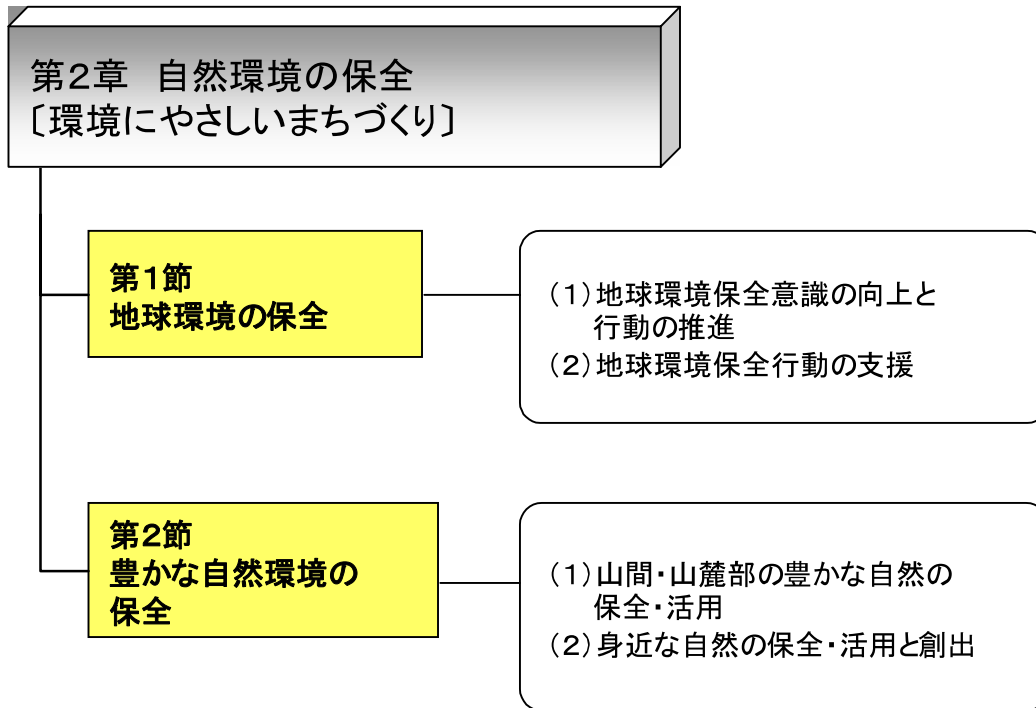 第２章　自然環境の保全
〔環境にやさしいまちづくり〕
第１節
地球環境の保全
（１）地球環境保全意識の向上と
行動の推進
（２）地球環境保全行動の支援
第２節
豊かな自然環境の
保全
（１）山間・山麓部の豊かな自然の
保全・活用
（２）身近な自然の保全・活用と創出